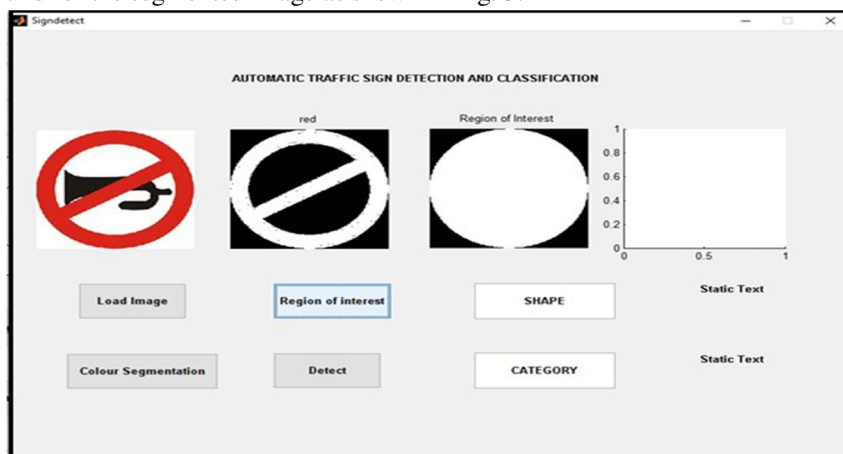 Signdetect
AUTOMATIC TRAFFIC SIGN DETECTION AND CLASSIFICATION
red
Region of Interest
1
0.8
0.6
0.4
0.2
0
0 0.5 1
Load Image
Region of interest
SHAPE
Static Text
Colour Segmentation
Detect
CATEGORY
Static Text